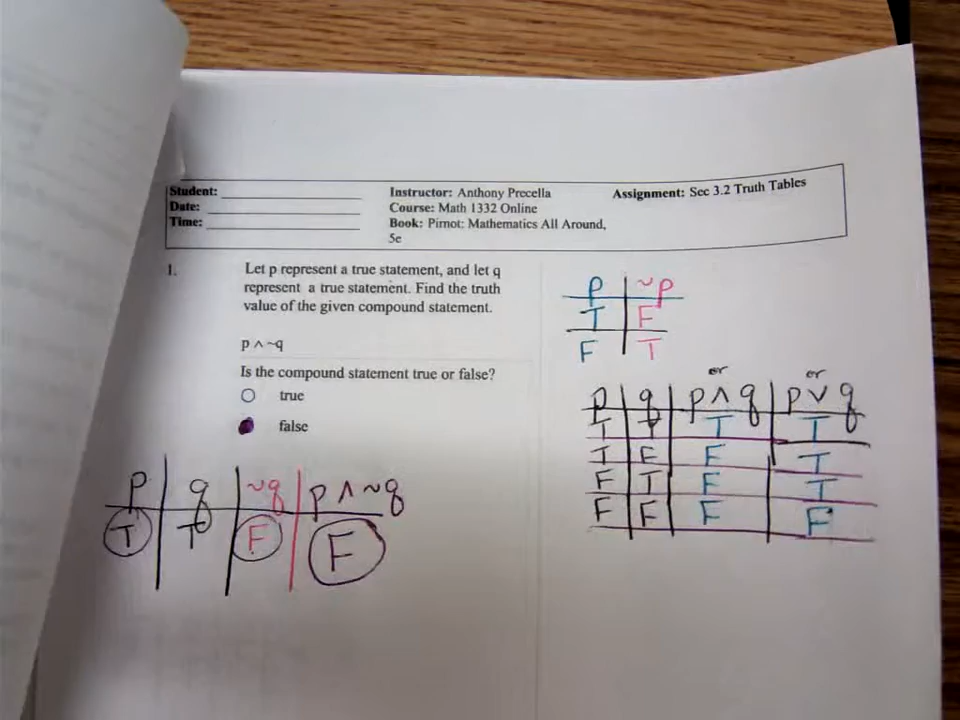 Student:
Date:
Time:
Instructor: Anthony Precella
Course: Math 1332 Online
Book: Pirnot: Mathematics All Around, 5e
Assignment: Sec 3.2 Truth Tables
1.
Let p represent a true statement, and let q
represent a true statement. Find the truth
value of the given compound statement.
p ∧ ~q
Is the compound statement true or false?
true
false
p q ~q p ∧ ~q
T T F F
p ~p
T F
F T
or or
p q p ∧ q p ∨ q
T T T T
T F F T
F T F T
F F F F